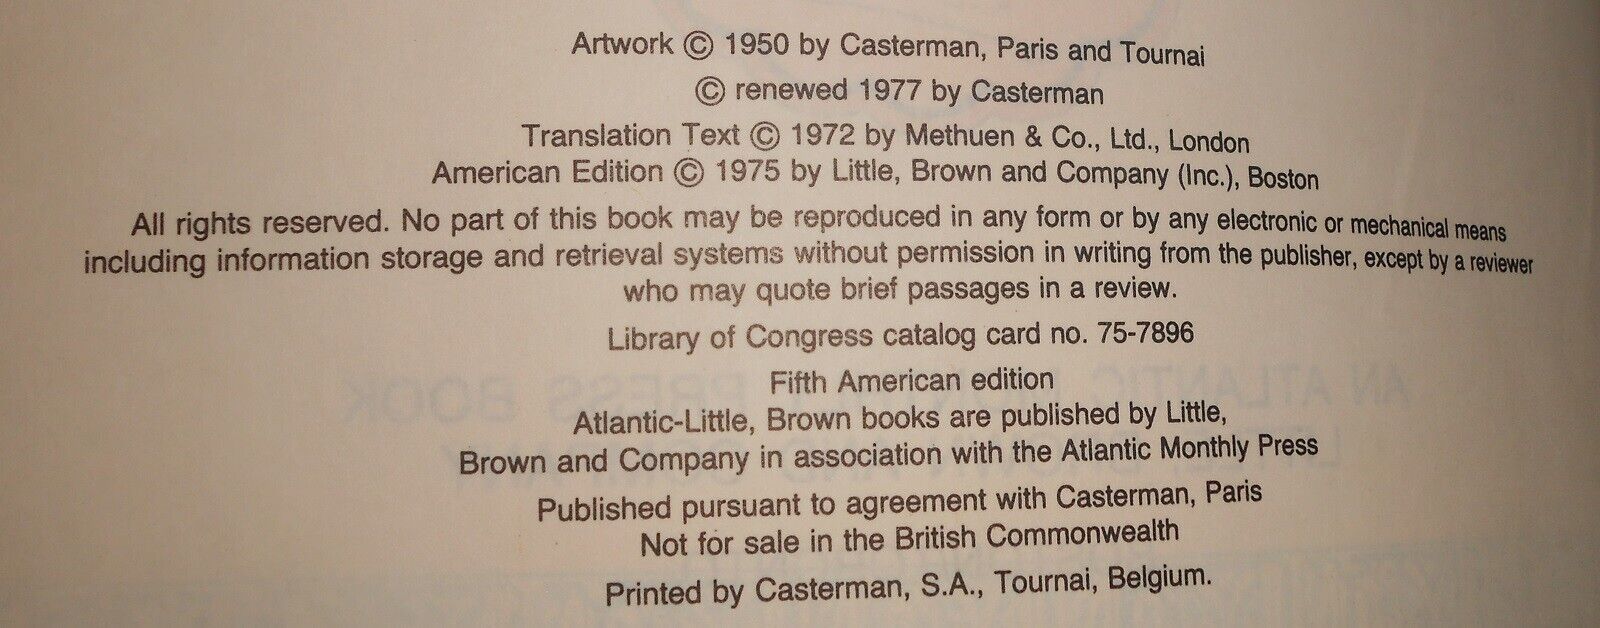 Artwork © 1950 by Casterman, Paris and Tournai
© renewed 1977 by Casterman
Translation Text © 1972 by Methuen & Co., Ltd., London
American Edition © 1975 by Little, Brown and Company (Inc.), Boston
All rights reserved. No part of this book may be reproduced in any form or by any electronic or mechanical means
including information storage and retrieval systems without permission in writing from the publisher, except by a reviewer
who may quote brief passages in a review.
Library of Congress catalog card no. 75-7896
Fifth American edition
Atlantic-Little, Brown books are published by Little,
Brown and Company in association with the Atlantic Monthly Press
Published pursuant to agreement with Casterman, Paris
Not for sale in the British Commonwealth
Printed by Casterman, S.A., Tournai, Belgium.